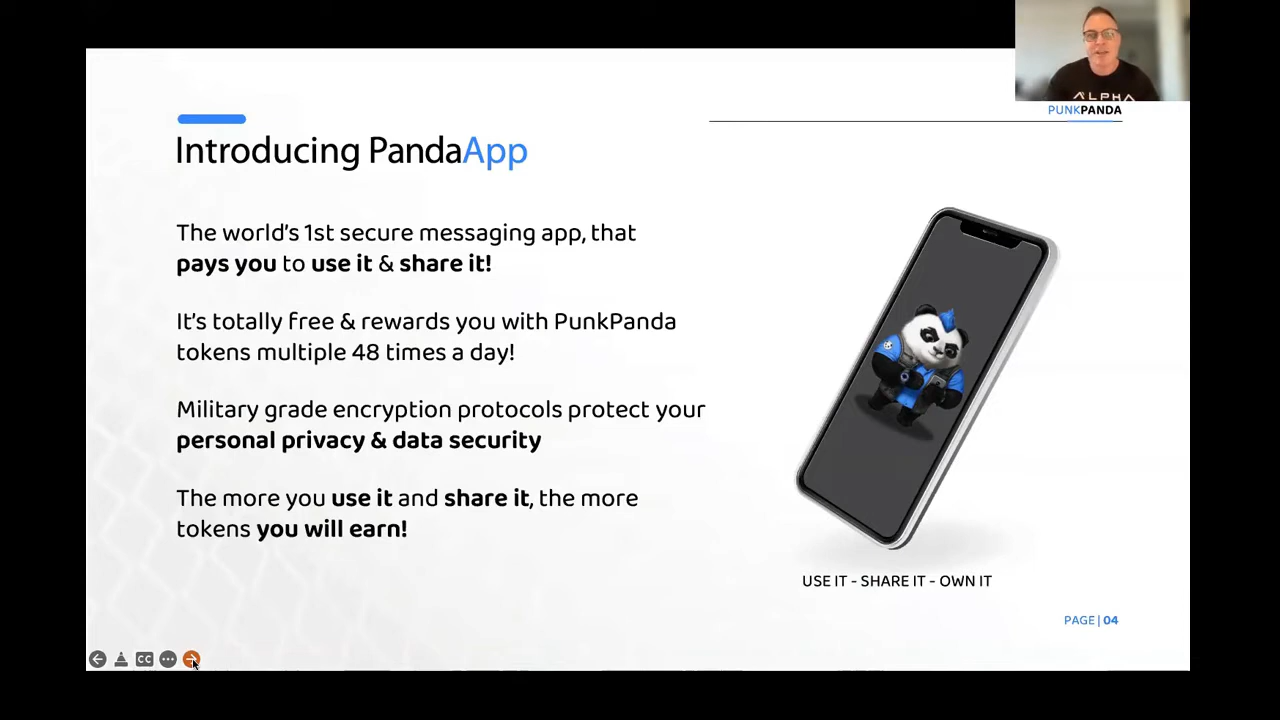 ALPHA
PUNKPANDA
Introducing PandaApp
The world's 1st secure messaging app, that
pays you to use it & share it!
It's totally free & rewards you with PunkPanda
tokens multiple 48 times a day!
Military grade encryption protocols protect your
personal privacy & data security
The more you use it and share it, the more
tokens you will earn!
USE IT - SHARE IT - OWN IT
PAGE | 04
CC